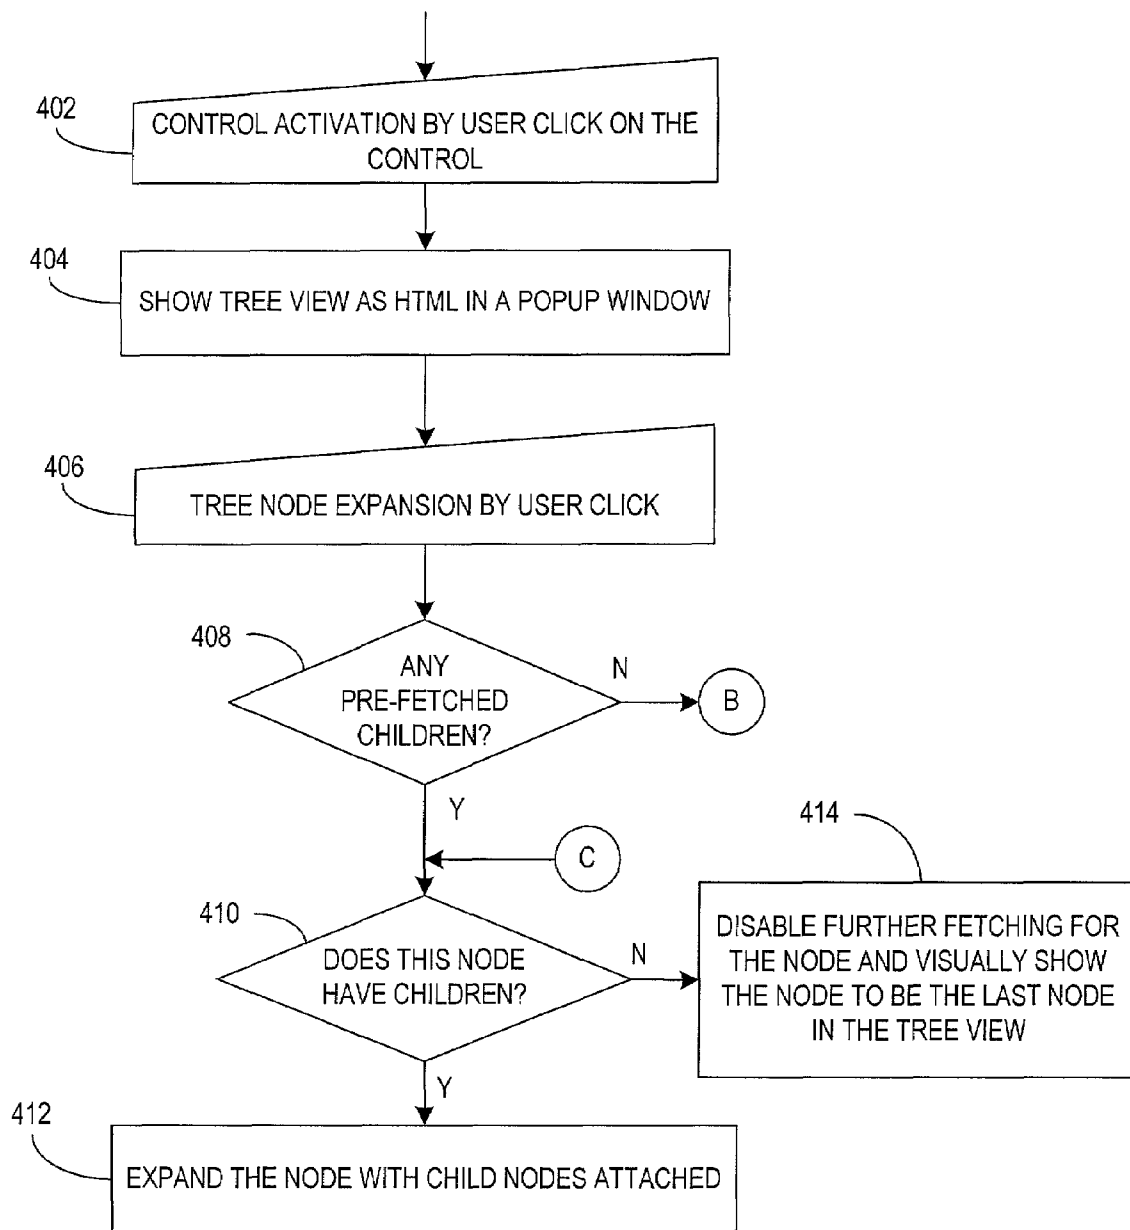 402
CONTROL ACTIVATION BY USER CLICK ON THE
CONTROL
404
SHOW TREE VIEW AS HTML IN A POPUP WINDOW
406
TREE NODE EXPANSION BY USER CLICK
408
ANY
PRE-FETCHED
CHILDREN?
N
B
Y
C
414
410
DOES THIS NODE
HAVE CHILDREN?
N
DISABLE FURTHER FETCHING FOR
THE NODE AND VISUALLY SHOW
THE NODE TO BE THE LAST NODE
IN THE TREE VIEW
Y
412
EXPAND THE NODE WITH CHILD NODES ATTACHED